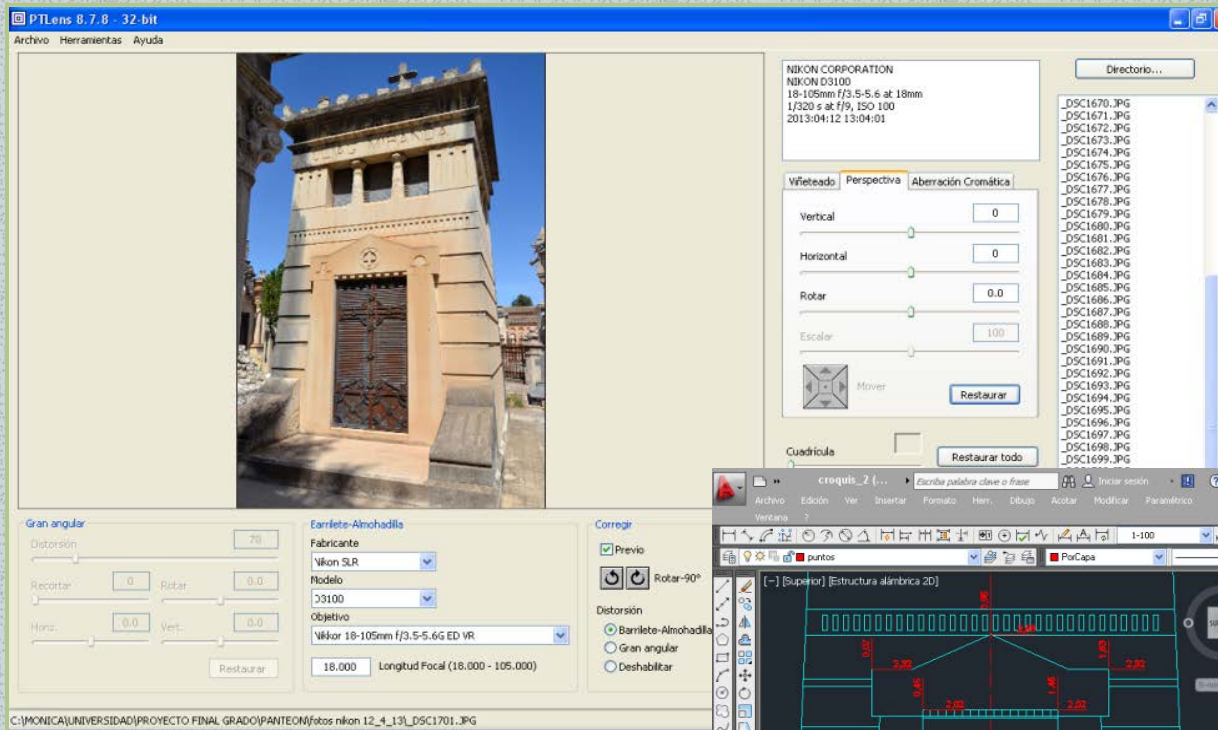 PTLens 8.7.8 - 32-bit
Archivo Herramientas Ayuda
NIKON CORPORATION
NIKON D3100
18-105mm f/3.5-5.6 at 18mm
1/320 s at f/9, ISO 100
2013:04:12 13:04:01
Directorio...
_DSC1670.JPG
_DSC1671.JPG
_DSC1672.JPG
_DSC1673.JPG
_DSC1674.JPG
_DSC1675.JPG
_DSC1676.JPG
_DSC1677.JPG
_DSC1678.JPG
_DSC1679.JPG
_DSC1680.JPG
_DSC1681.JPG
_DSC1682.JPG
_DSC1683.JPG
_DSC1684.JPG
_DSC1685.JPG
_DSC1686.JPG
_DSC1687.JPG
_DSC1688.JPG
_DSC1689.JPG
_DSC1690.JPG
_DSC1691.JPG
_DSC1692.JPG
_DSC1693.JPG
_DSC1694.JPG
_DSC1695.JPG
_DSC1696.JPG
_DSC1697.JPG
_DSC1698.JPG
_DSC1699.JPG
Viñeteado Perspectiva Aberración Cromática
Vertical 0
Horizontal 0
Rotar 0.0
Escalar 100
Mover
Restaurar
Cuadrícula
Restaurar todo
Gran angular
Distorsión 70
Recortar 0 Rotar 0.0
Horiz. 0.0 Vert. 0.0
Restaurar
Barrilete-Almohadilla
Fabricante
Nikon SLR
Modelo
D3100
Objetivo
Nikkor 18-105mm f/3.5-5.6G ED VR
18.000 Longitud Focal (18.000 - 105.000)
Corregir
Previo
Rotar-90º
Distorsión
Barrilete-Almohadilla
Gran angular
Deshabilitar
C:\MONICA\UNIVERSIDAD\PROYECTO FINAL GRADO\PANTEON\fotos nikon 12_4_13\_DSC1701.JPG
croquis_2 (... Escriba palabra clave o frase Iniciar sesión
Archivo Edición Ver Insertar Formato Herr. Dibujo Acotar Modificar Paramétrico
Ventana ?
1-100
puntos PorCapa
[−] [Superior] [Estructura alámbrica 2D]
2,02 2,02